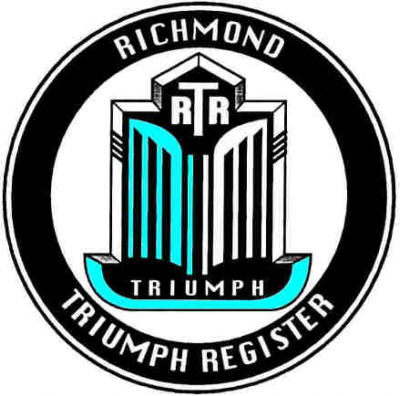 RICHMOND
RTR
TRIUMPH
TRIUMPH REGISTER